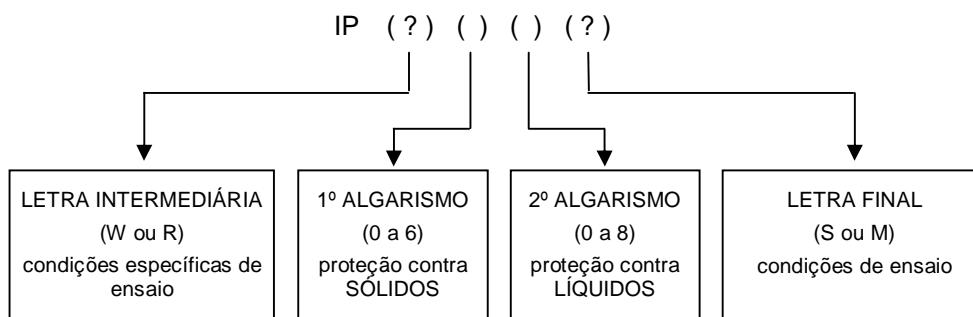 IP (?) ( ) ( ) (?)
LETRA INTERMEDIÁRIA
(W ou R)
condições específicas de
ensaio
1º ALGARISMO
(0 a 6)
proteção contra
SÓLIDOS
2º ALGARISMO
(0 a 8)
proteção contra
LÍQUIDOS
LETRA FINAL
(S ou M)
condições de ensaio